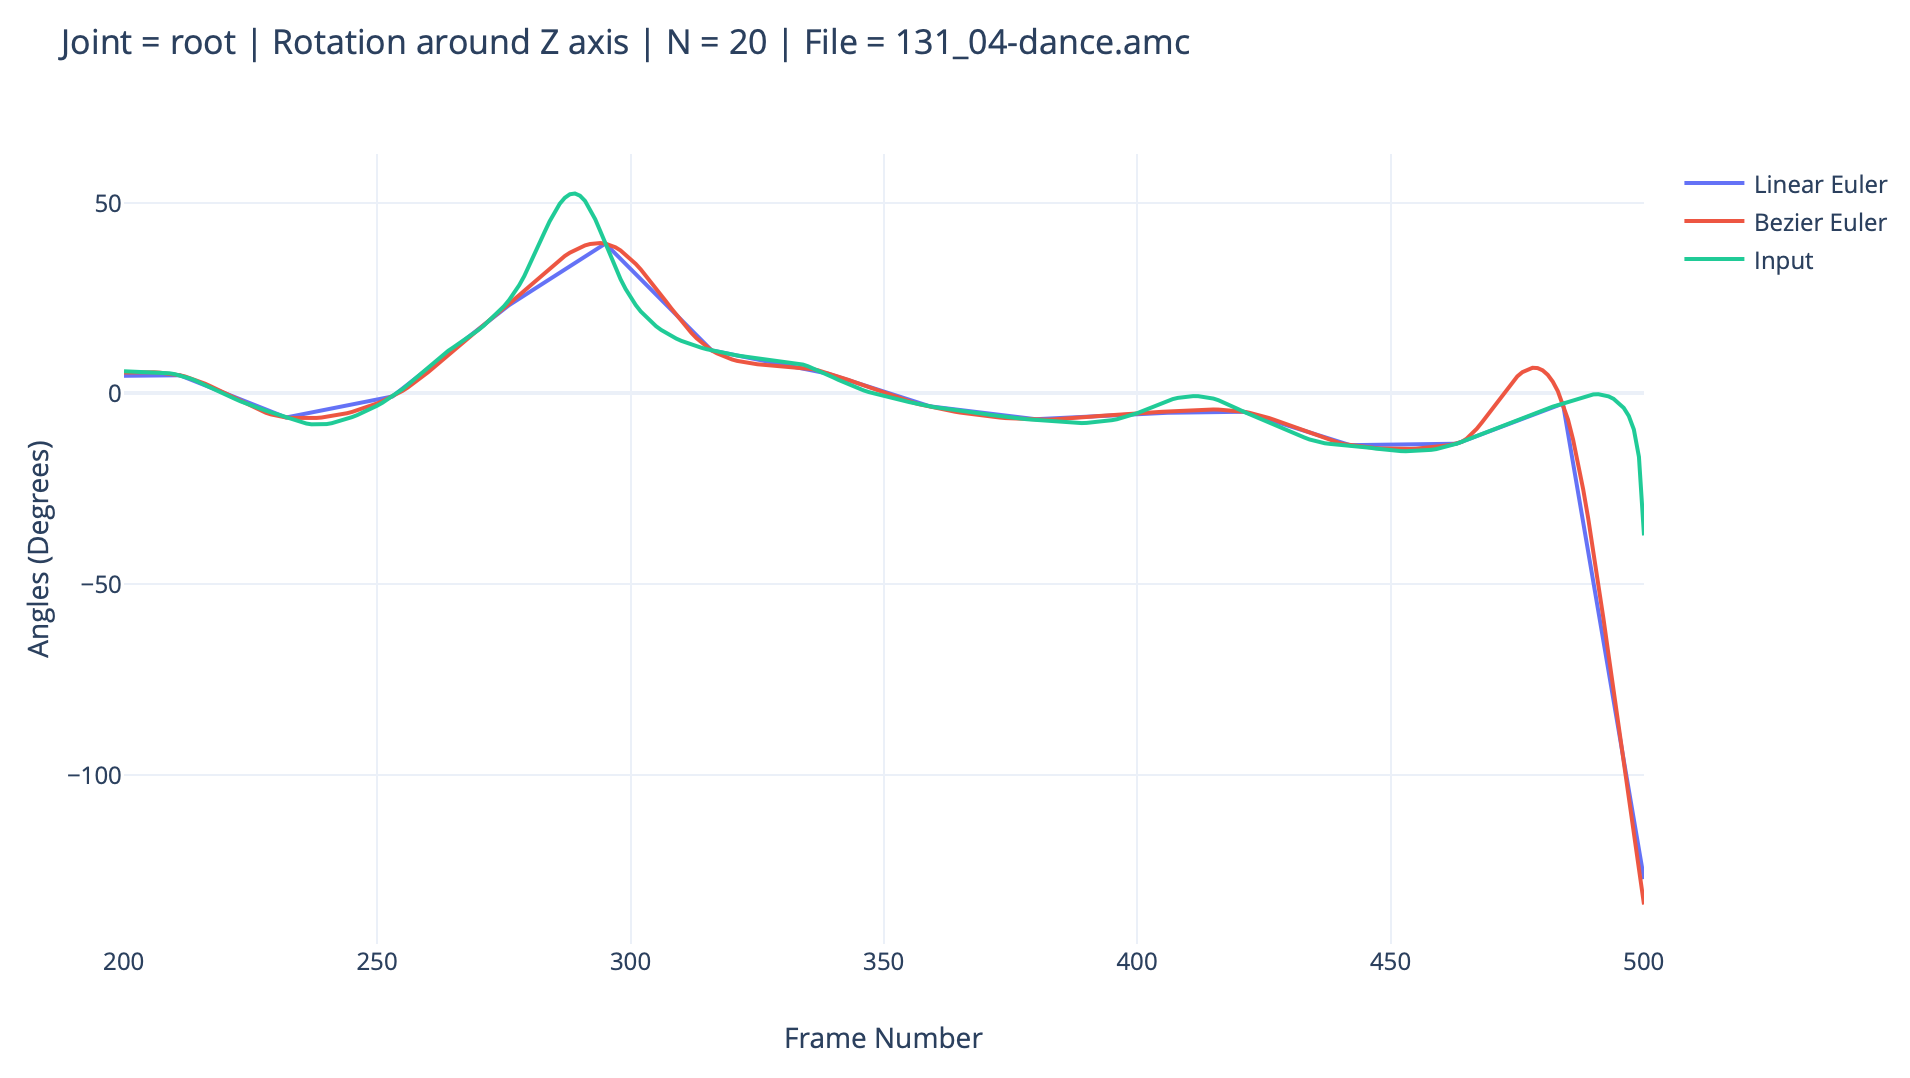 Joint = root | Rotation around Z axis | N = 20 | File = 131_04-dance.amc
Linear Euler
Bezier Euler
Input
50
0
−50
−100
Angles (Degrees)
200 250 300 350 400 450 500
Frame Number